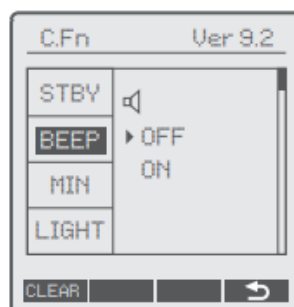 C.Fn Ver 9.2
STBY
BEEP
MIN
LIGHT
OFF
ON
CLEAR